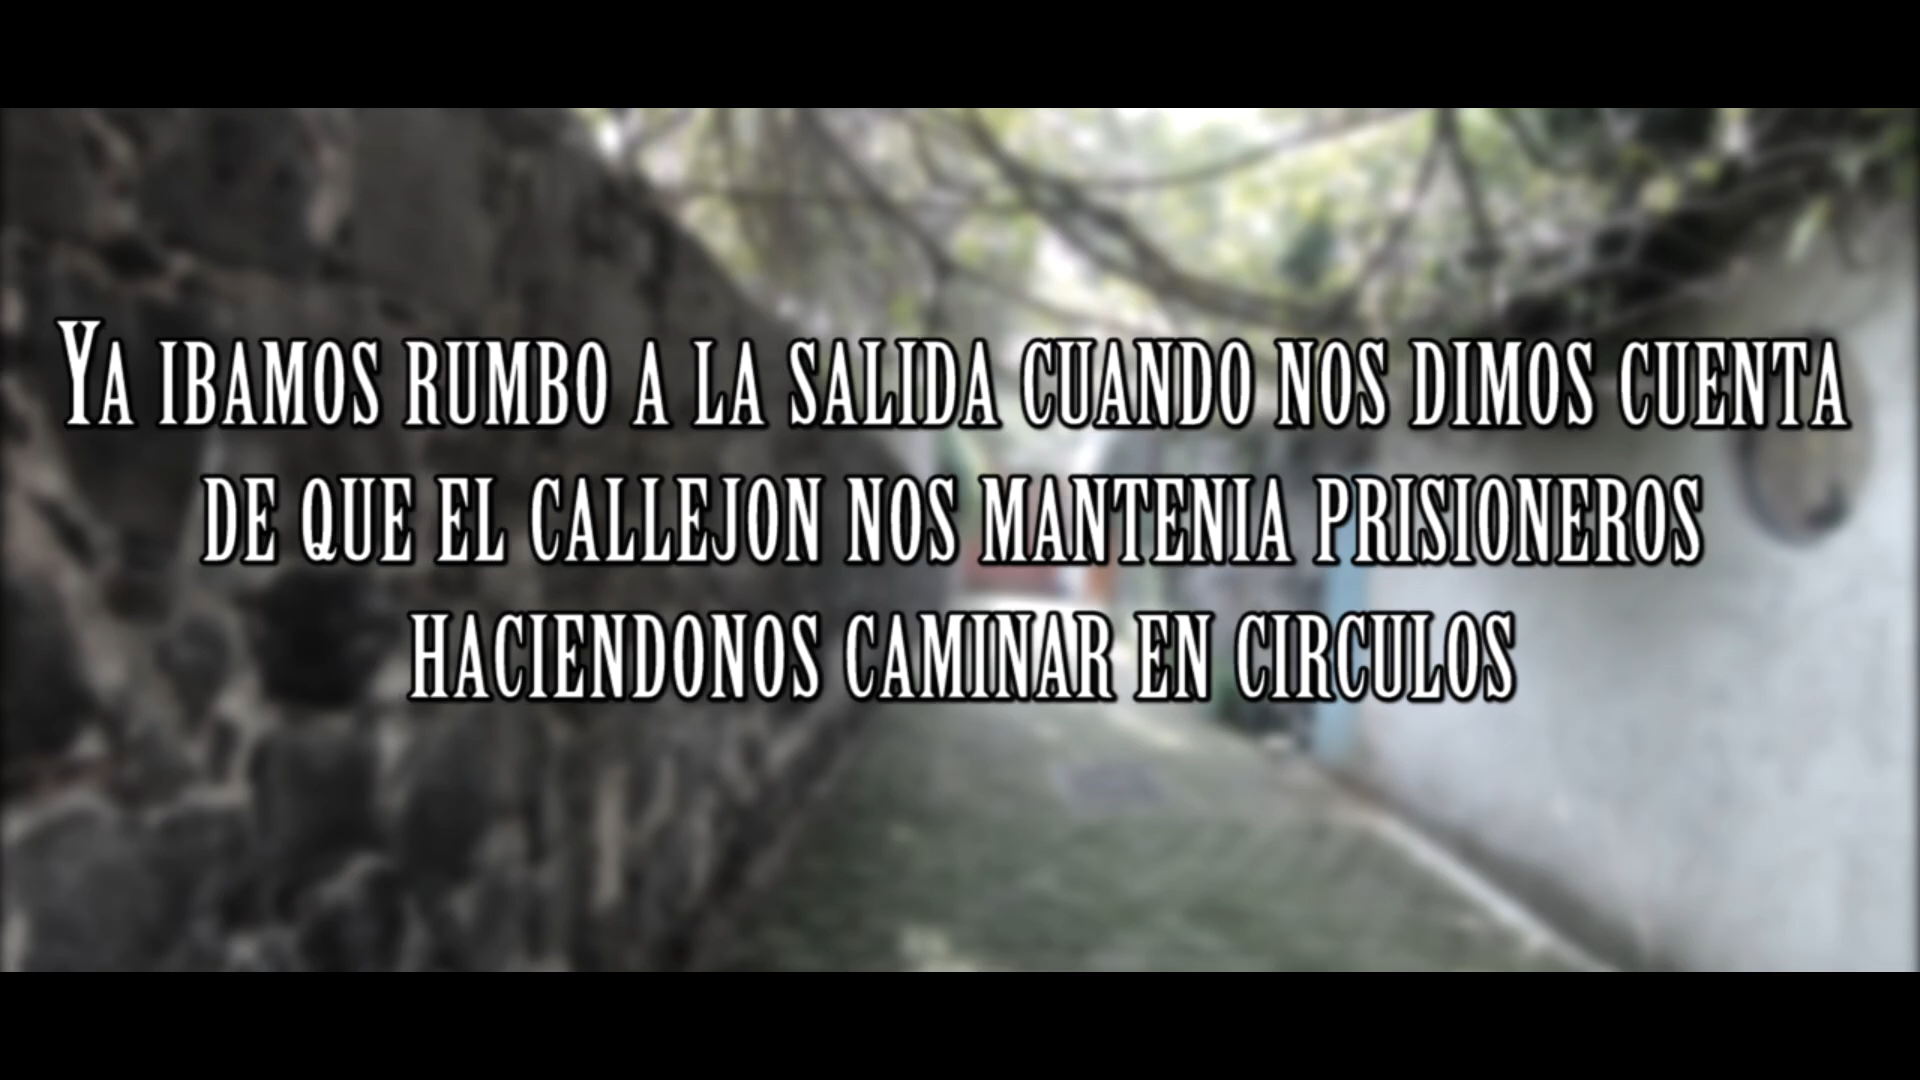 Ya ibamos rumbo a la salida cuando nos dimos cuenta
de que el callejon nos mantenia prisioneros
haciendonos caminar en circulos